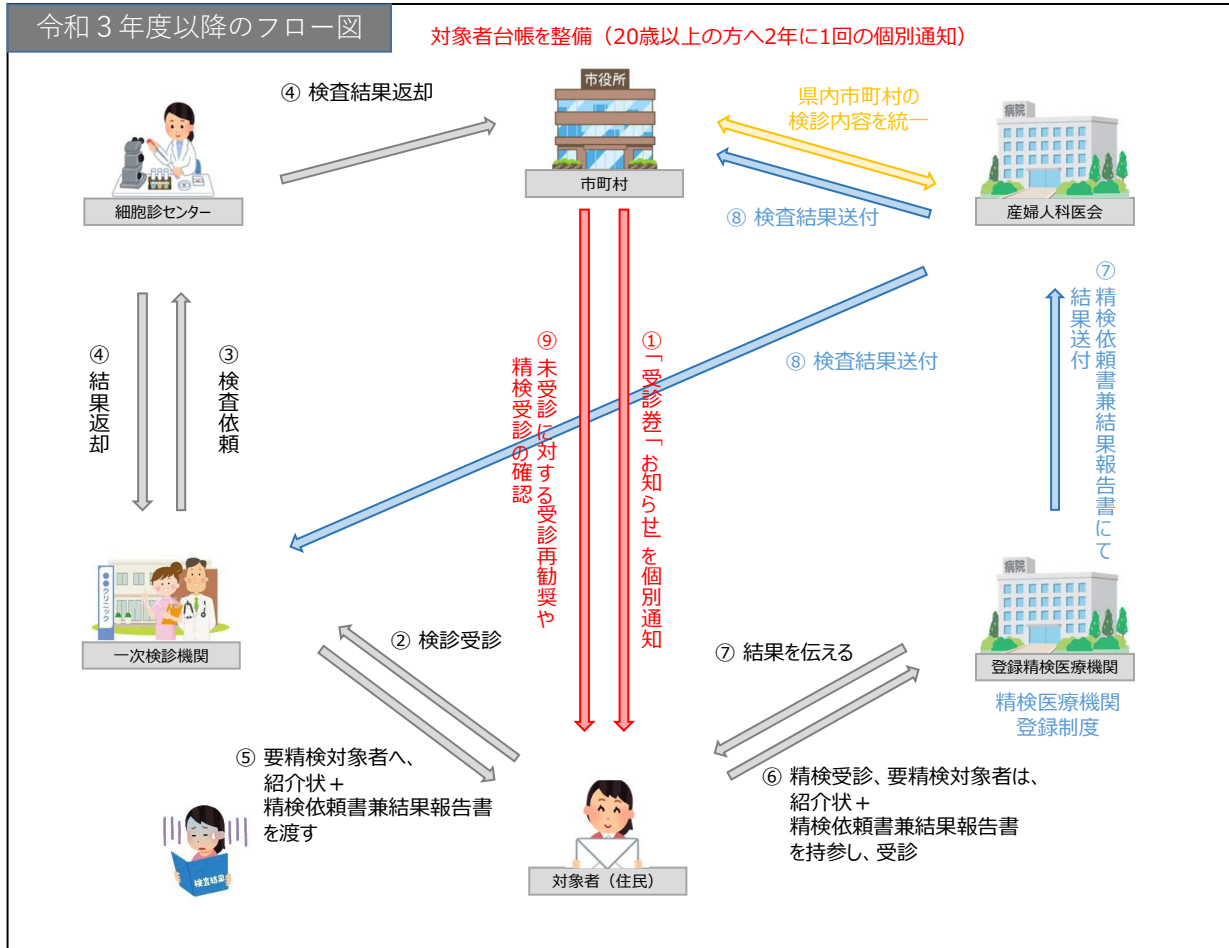 令和３年度以降のフロー図
対象者台帳を整備（20歳以上の方へ2年に1回の個別通知）
④ 検査結果返却
市役所
県内市町村の
検診内容を統一
病院
細胞診センター
市町村
産婦人科医会
⑧ 検査結果送付
⑦ 精検依頼書兼結果報告書にて
結果送付
④ 結果返却
③ 検査依頼
⑨ 未受診に対する受診再勧奨や
精検受診の確認
①「受診券」「お知らせ」を個別通知
⑧ 検査結果送付
●●クリニック
一次検診機関
② 検診受診
⑦ 結果を伝える
病院
登録精検医療機関
精検医療機関
登録制度
⑤ 要精検対象者へ、
紹介状＋
精検依頼書兼結果報告書
を渡す
検査結果
対象者（住民）
⑥ 精検受診、要精検対象者は、
紹介状＋
精検依頼書兼結果報告書
を持参し、受診